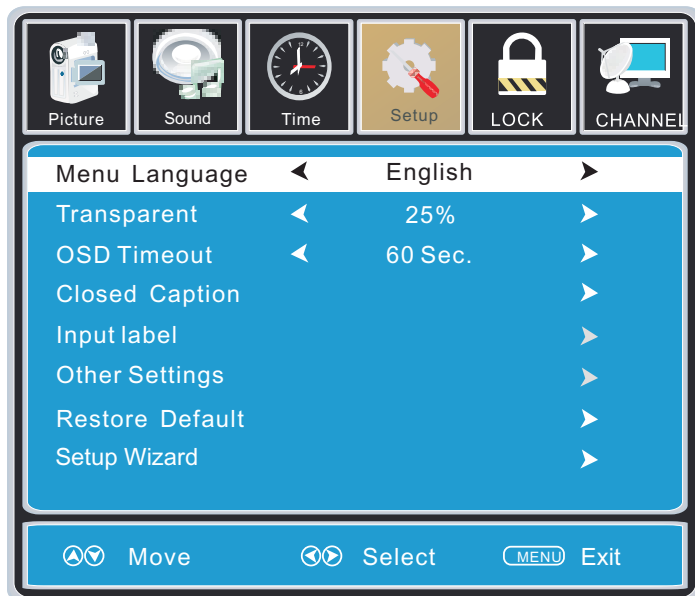 Picture Sound Time Setup LOCK CHANNEL
Menu Language English
Transparent 25%
OSD Timeout 60 Sec.
Closed Caption
Input label
Other Settings
Restore Default
Setup Wizard
Move Select MENU Exit